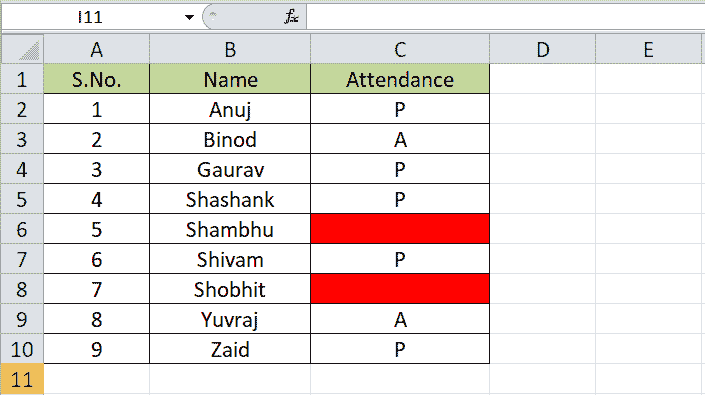 I11 fx
A B C D E
1 S.No. Name Attendance
2 1 Anuj P
3 2 Binod A
4 3 Gaurav P
5 4 Shashank P
6 5 Shambhu
7 6 Shivam P
8 7 Shobhit
9 8 Yuvraj A
10 9 Zaid P
11